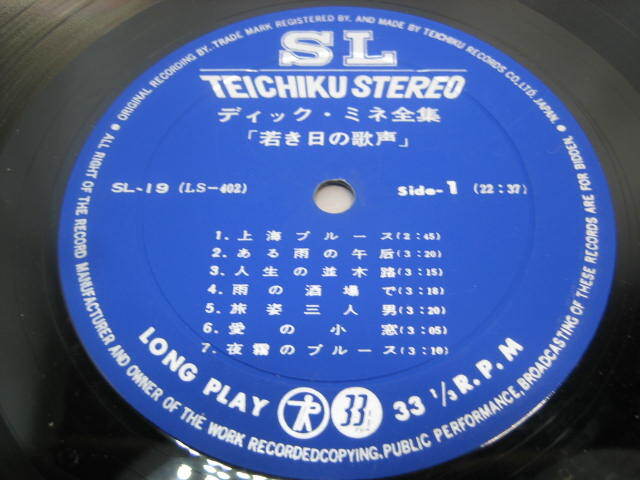 ORIGINAL RECORDING BY. TRADE MARK REGISTERED BY. AND MADE BY TEICHIKU RECORDS CO., LTD. JAPAN.
SL
TEICHIKU STEREO
ディック・ミネ全集
「若き日の歌声」
SL-19 (LS-402)
Side-1 (22:37)
1. 上海ブルース(2:45)
2. ある雨の午后(3:20)
3. 人生の並木路(3:15)
4. 雨の酒場で(3:18)
5. 旅姿三人男(3:20)
6. 愛の小窓(3:05)
7. 夜霧のブルース(3:10)
LONG PLAY
33 1/3 R.P.M
ALL RIGHT OF THE RECORD MANUFACTURER AND OWNER OF THE WORK RECORDEDCOPYING. PUBLIC PERFORMANCE, BROADCASTING OF THESE RECORDS ARE FOR BIDDEN.